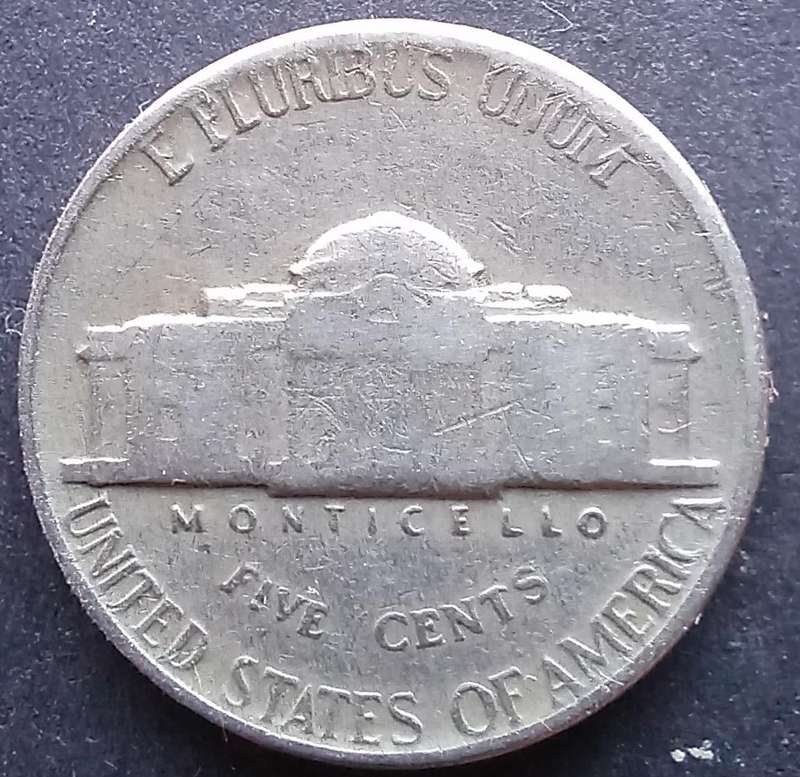 E PLURIBUS UNUM
MONTICELLO
FIVE CENTS
UNITED STATES OF AMERICA